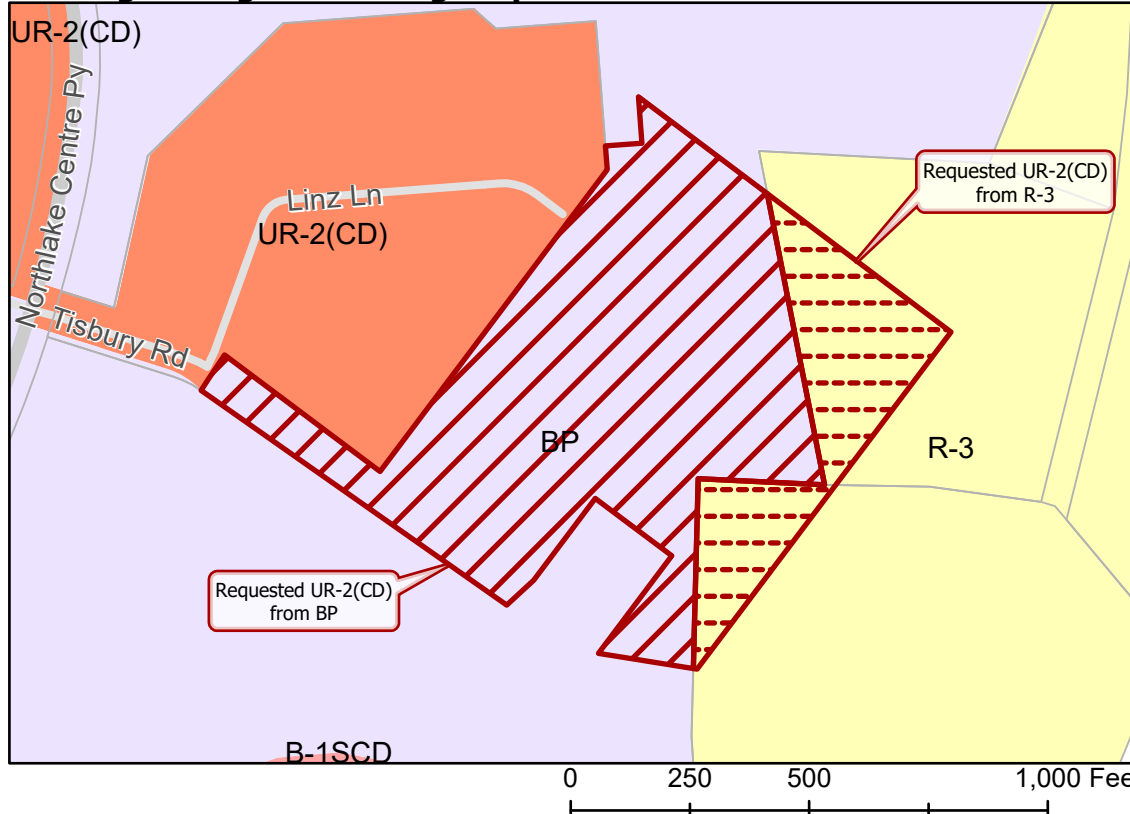 UR-2(CD)
Northlake Centre Py
Linz Ln
UR-2(CD)
Tisbury Rd
Requested UR-2(CD)
from R-3
BP
R-3
Requested UR-2(CD)
from BP
B-1SCD
0 250 500 1,000 Fee